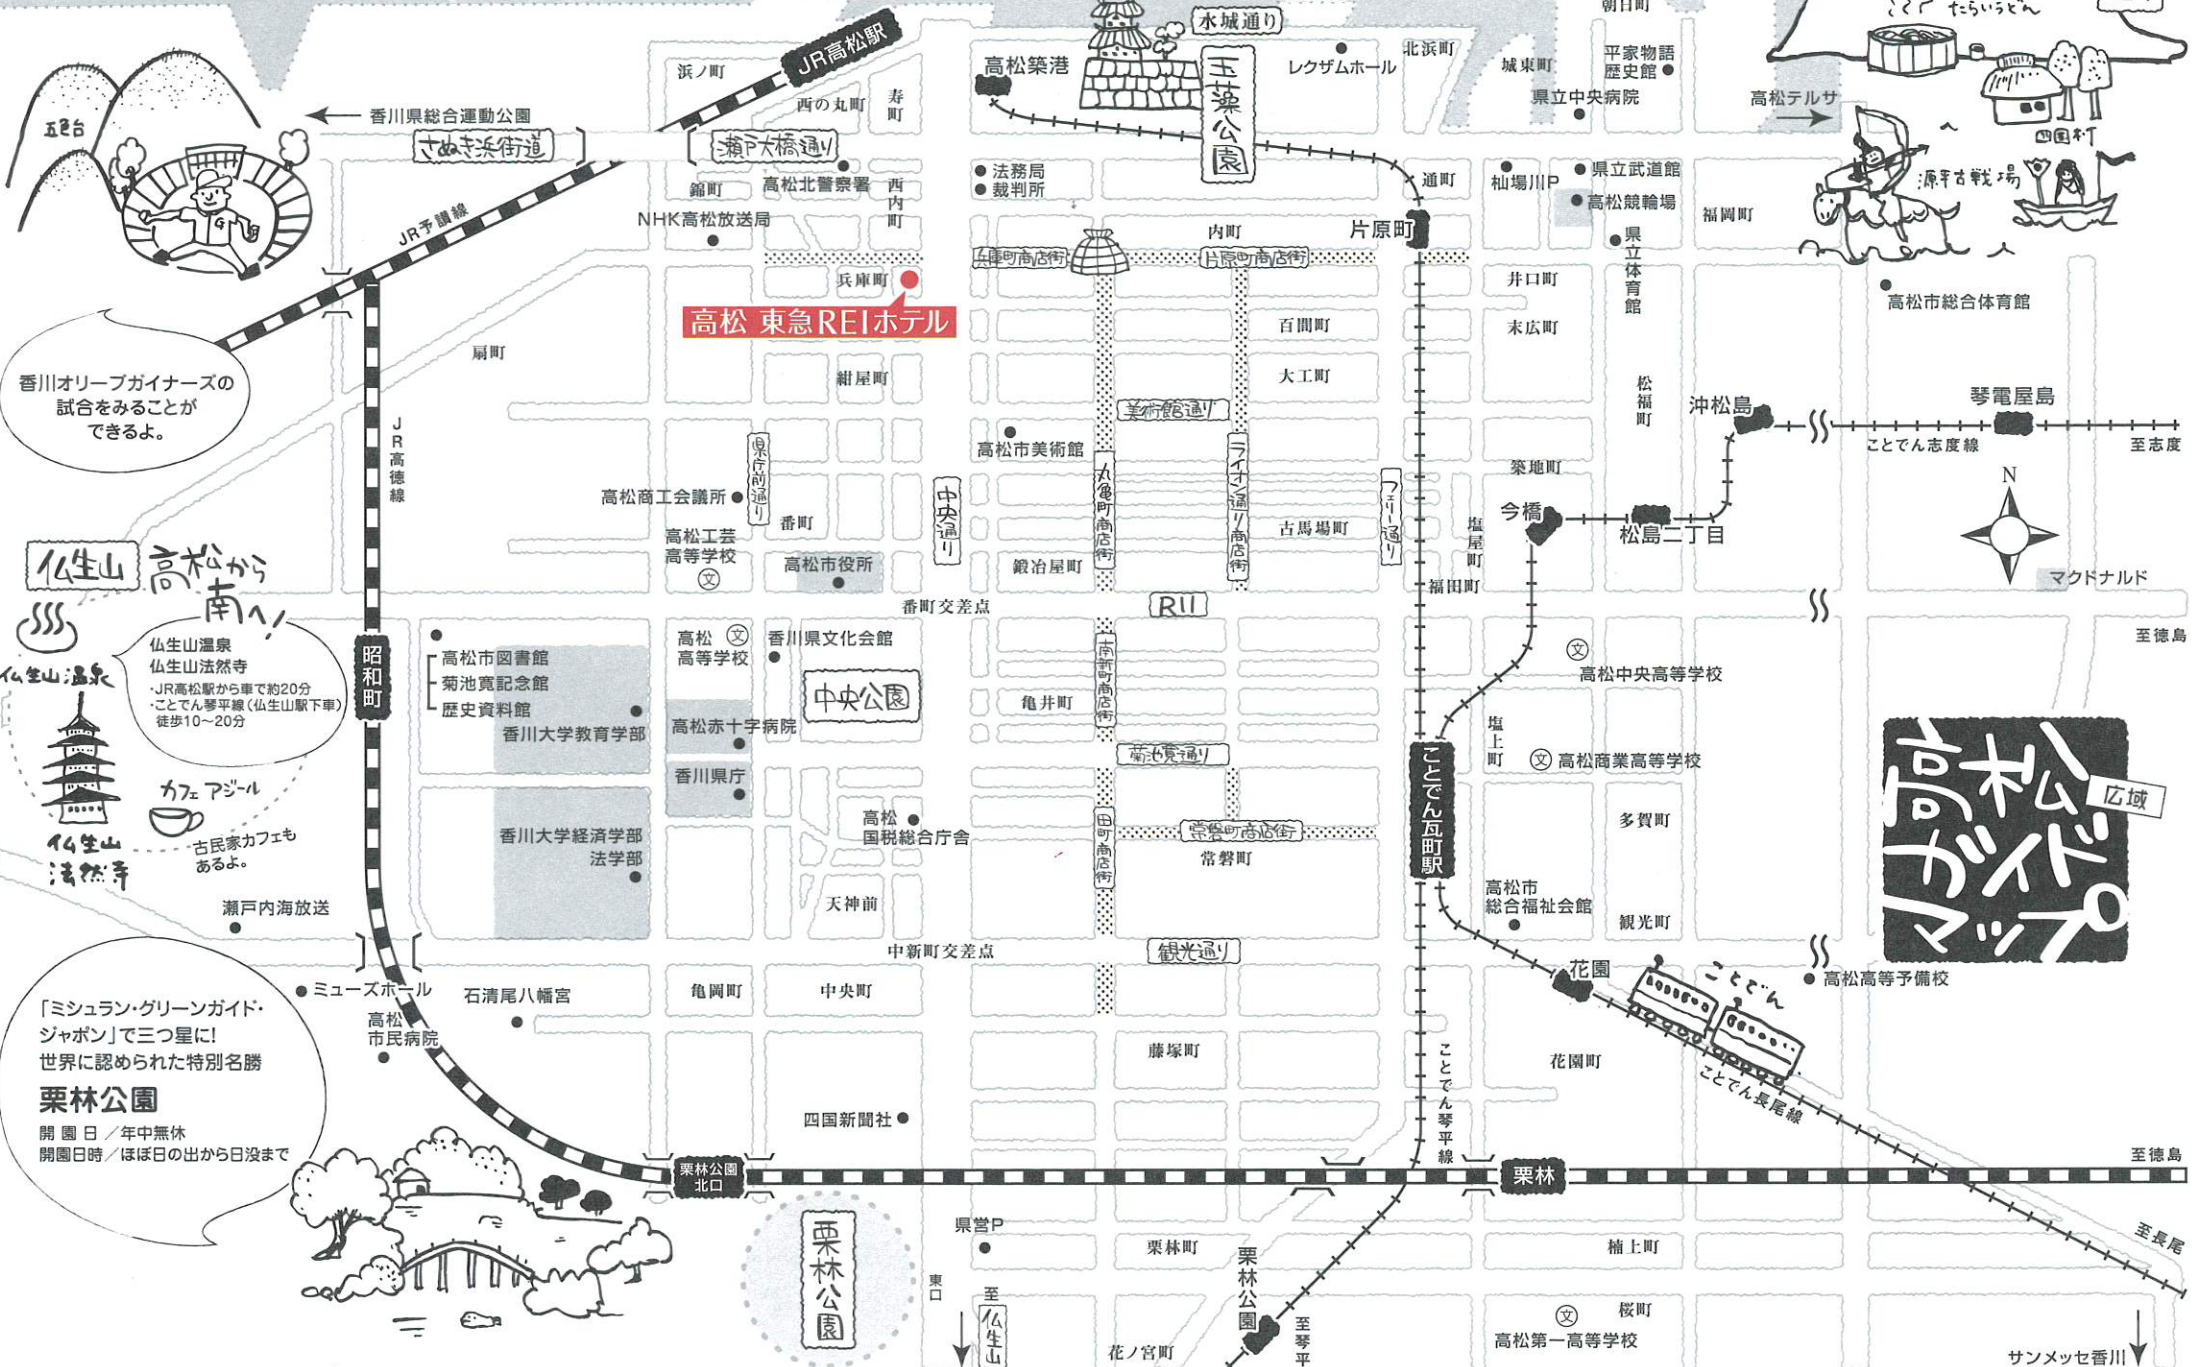 朝日町
たらいうどん
水城通り
JR高松駅
浜ノ町
高松築港
玉藻公園
レクザムホール
北浜町
城東町
平家物語
歴史館
県立中央病院
高松テルサ
西の丸町
寿町
香川県総合運動公園
五色台
さぬき浜街道
瀬戸大橋通り
四国村
錦町
高松北警察署
西内町
法務局
裁判所
通町
杣場川P
県立武道館
高松競輪場
福岡町
源平古戦場
JR予讃線
NHK高松放送局
内町
片原町
県立体育館
兵庫町商店街
片原町商店街
兵庫町
井口町
高松市総合体育館
高松 東急REIホテル
百間町
末広町
扇町
紺屋町
大工町
松福町
香川オリーブガイナーズの
試合をみることが
できるよ。
JR高徳線
美術館通り
沖松島
琴電屋島
ことでん志度線
至志度
高松市美術館
県庁前通り
丸亀町商店街
ライオン通り商店街
築地町
高松商工会議所
中央通り
フェリー通り
N
番町
古馬場町
今橋
松島二丁目
塩屋町
高松工芸
高等学校
文
高松市役所
鍛冶屋町
福田町
マクドナルド
仏生山
高松から
南へ!
番町交差点
R11
至徳島
仏生山温泉
仏生山法然寺
・JR高松駅から車で約20分
・ことでん琴平線(仏生山駅下車)
徒歩10〜20分
仏生山温泉
昭和町
高松市図書館
菊池寛記念館
歴史資料館
高松
高等学校
文
香川県文化会館
南新町商店街
文
高松中央高等学校
中央公園
香川大学教育学部
高松赤十字病院
亀井町
塩上町
菊池寛通り
文
高松商業高等学校
香川県庁
ことでん瓦町駅
高松
ガイド
マップ
広域
カフェ アジール
古民家カフェも
あるよ。
仏生山
法然寺
香川大学経済学部
法学部
高松
国税総合庁舎
田町商店街
常磐町商店街
常磐町
多賀町
天神前
高松市
総合福祉会館
観光町
瀬戸内海放送
中新町交差点
観光通り
花園
ことでん
高松高等予備校
ミューズホール
石清尾八幡宮
亀岡町
中央町
高松
市民病院
「ミシュラン・グリーンガイド・
ジャポン」で三つ星に!
世界に認められた特別名勝
栗林公園
開園日/年中無休
開園日時/ほぼ日の出から日没まで
藤塚町
ことでん琴平線
花園町
ことでん長尾線
四国新聞社
栗林公園
北口
栗林
至徳島
栗林公園
県営P
栗林町
栗林公園
楠上町
至長尾
東口
至
仏生山
花ノ宮町
至琴平
文
桜町
高松第一高等学校
サンメッセ香川